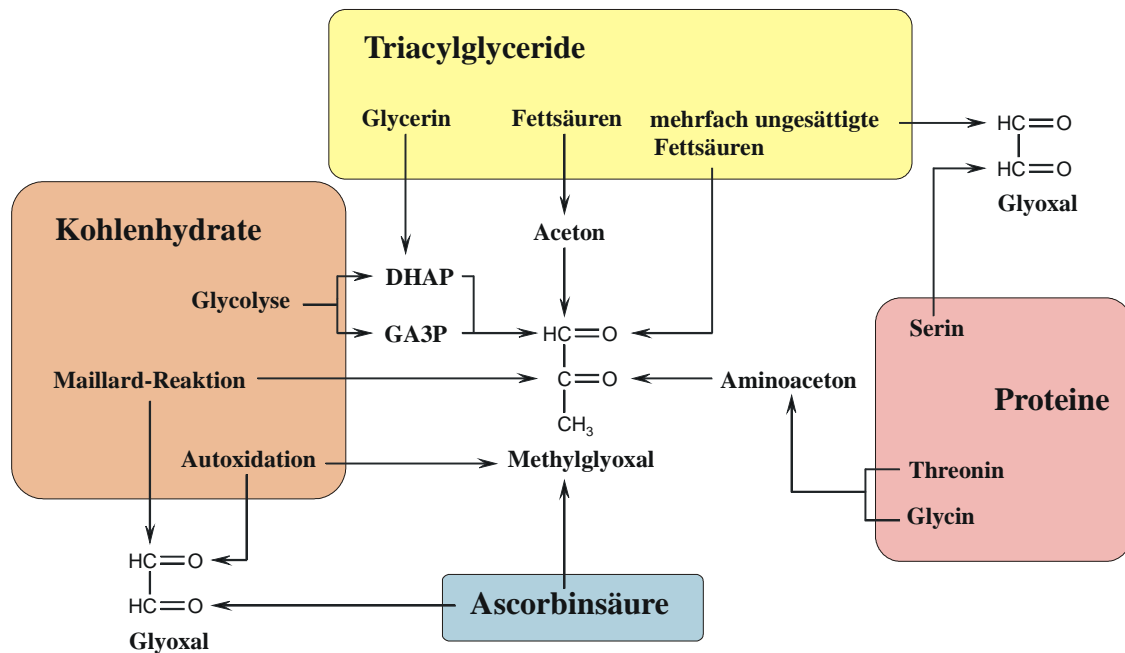 Triacylglyceride
Glycerin
Fettsäuren
mehrfach ungesättigte
Fettsäuren
HC=O
HC=O
Glyoxal
Kohlenhydrate
Aceton
DHAP
Glycolyse
GA3P
HC=O
Serin
Maillard-Reaktion
C=O
Aminoaceton
Proteine
CH3
Autoxidation
Methylglyoxal
Threonin
Glycin
HC=O
HC=O
Glyoxal
Ascorbinsäure